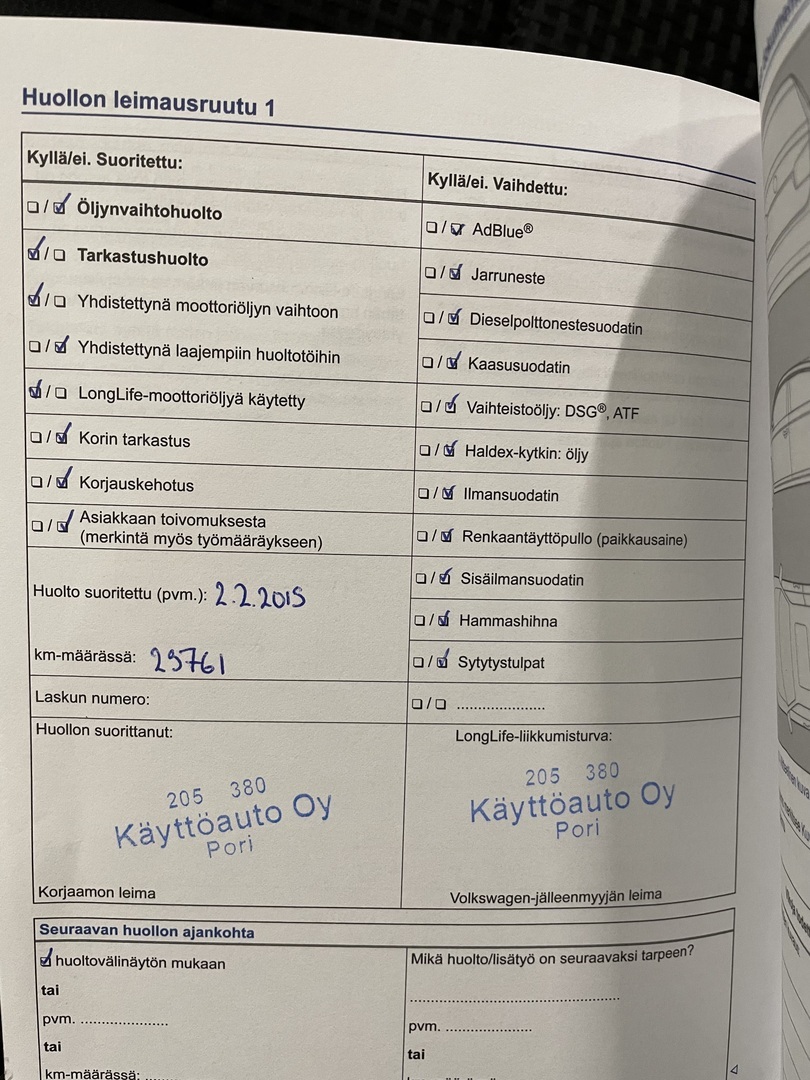 Huollon leimausruutu 1
Kyllä/ei. Suoritettu:
☐ / ☑ Öljynvaihtohuolto
☑ / ☐ Tarkastushuolto
☑ / ☐ Yhdistettynä moottoriöljyn vaihtoon
☐ / ☑ Yhdistettynä laajempiin huoltotöihin
☑ / ☐ LongLife-moottoriöljyä käytetty
☐ / ☑ Korin tarkastus
☐ / ☑ Korjauskehotus
☐ / ☑ Asiakkaan toivomuksesta
(merkintä myös työmääräykseen)
Huolto suoritettu (pvm.): 2.2.2015
km-määrässä: 29761
Laskun numero:
Kyllä/ei. Vaihdettu:
☐ / ☑ AdBlue®
☐ / ☑ Jarruneste
☐ / ☑ Dieselpolttonestesuodatin
☐ / ☑ Kaasusuodatin
☐ / ☑ Vaihteistoöljy: DSG®, ATF
☐ / ☑ Haldex-kytkin: öljy
☐ / ☑ Ilmansuodatin
☐ / ☑ Renkaantäyttöpullo (paikkausaine)
☐ / ☑ Sisäilmansuodatin
☐ / ☑ Hammashihna
☐ / ☑ Sytytystulpat
☐ / ☐ .....................
Huollon suorittanut:
205 380
Käyttöauto Oy
Pori
Korjaamon leima
LongLife-liikkumisturva:
205 380
Käyttöauto Oy
Pori
Volkswagen-jälleenmyyjän leima
Seuraavan huollon ajankohta
☑ huoltovälinäytön mukaan
tai
pvm. .....................
tai
km-määrässä: ......
Mikä huolto/lisätyö on seuraavaksi tarpeen?
..................................................
pvm. .....................
tai